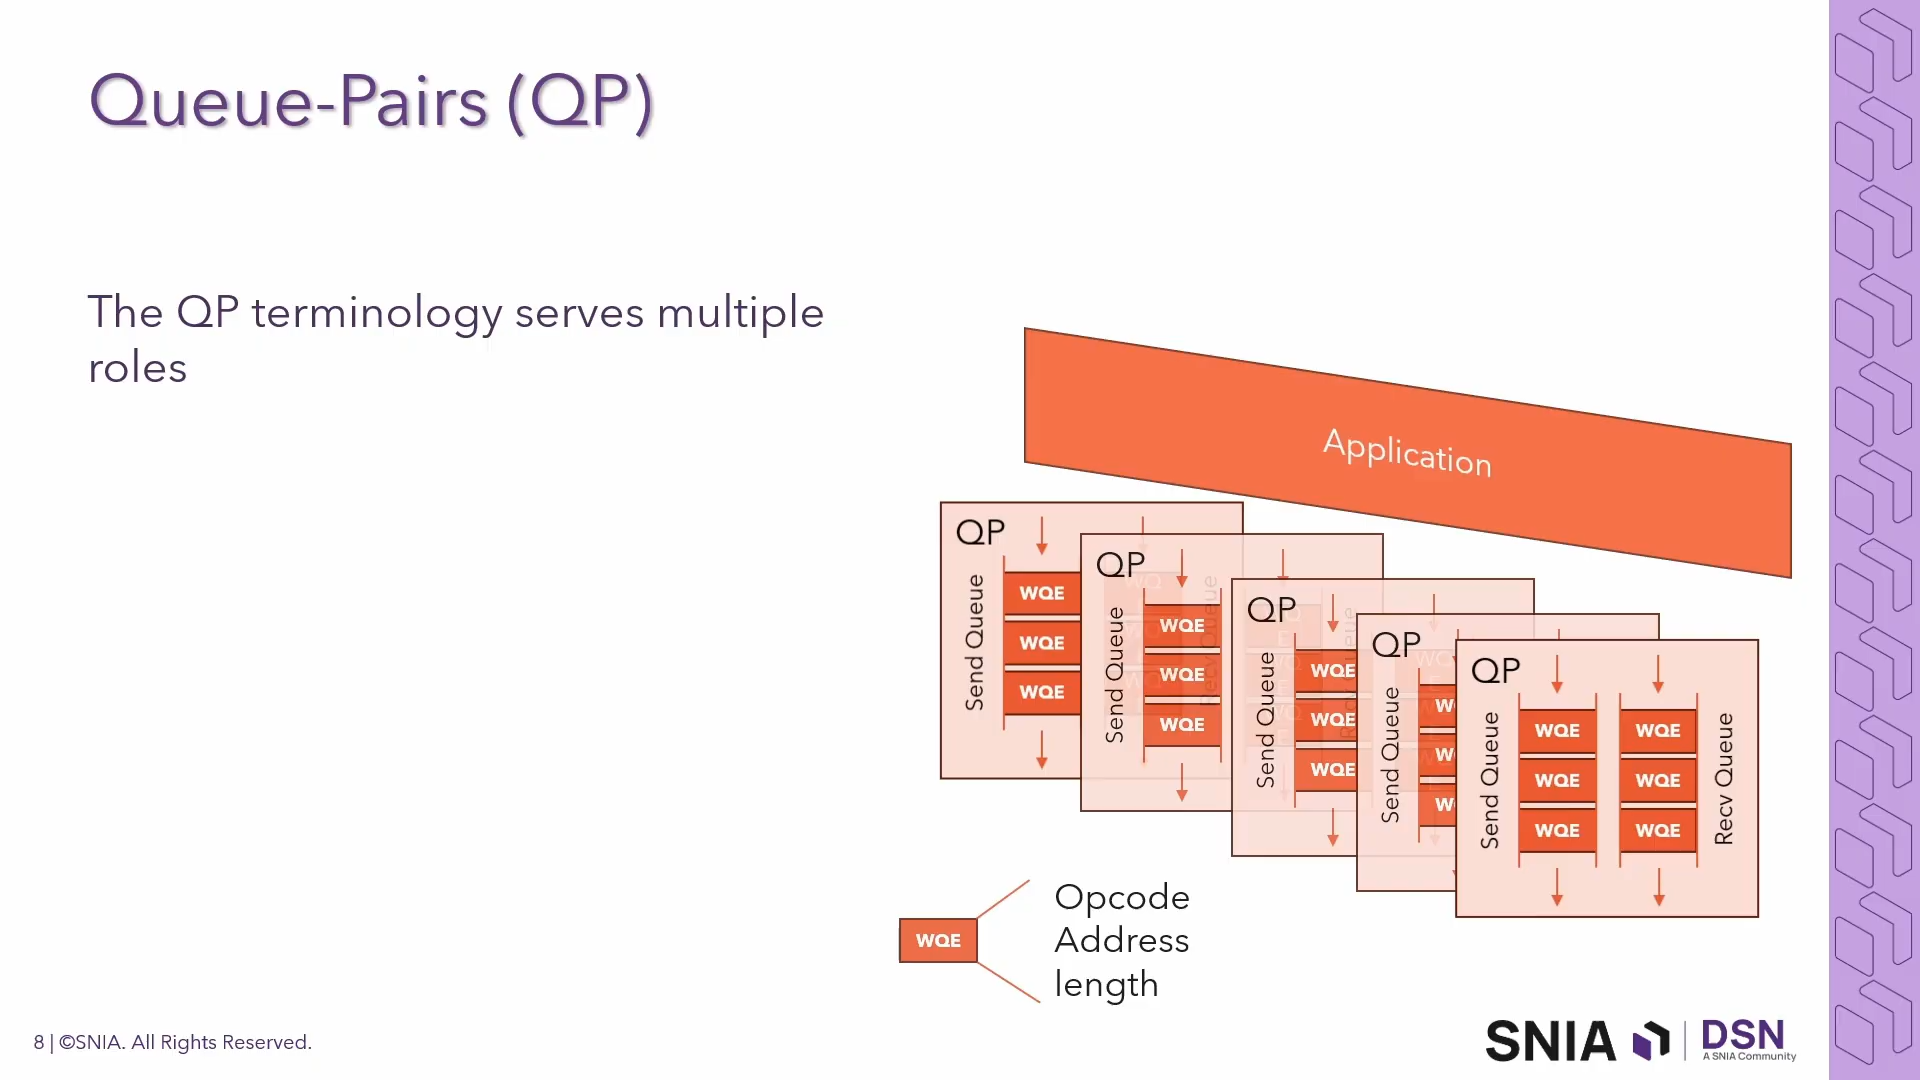 Queue-Pairs (QP)
The QP terminology serves multiple
roles
Application
QP
Send Queue
WQE
WQE
WQE
QP
Send Queue
WQE
WQE
WQE
Recv Queue
QP
Send Queue
WQE
WQE
WQE
QP
Send Queue
QP
Send Queue
WQE
WQE
WQE
WQE
WQE
WQE
Recv Queue
WQE
Opcode
Address
length
8 | ©SNIA. All Rights Reserved.
SNIA
DSN
A SNIA Community